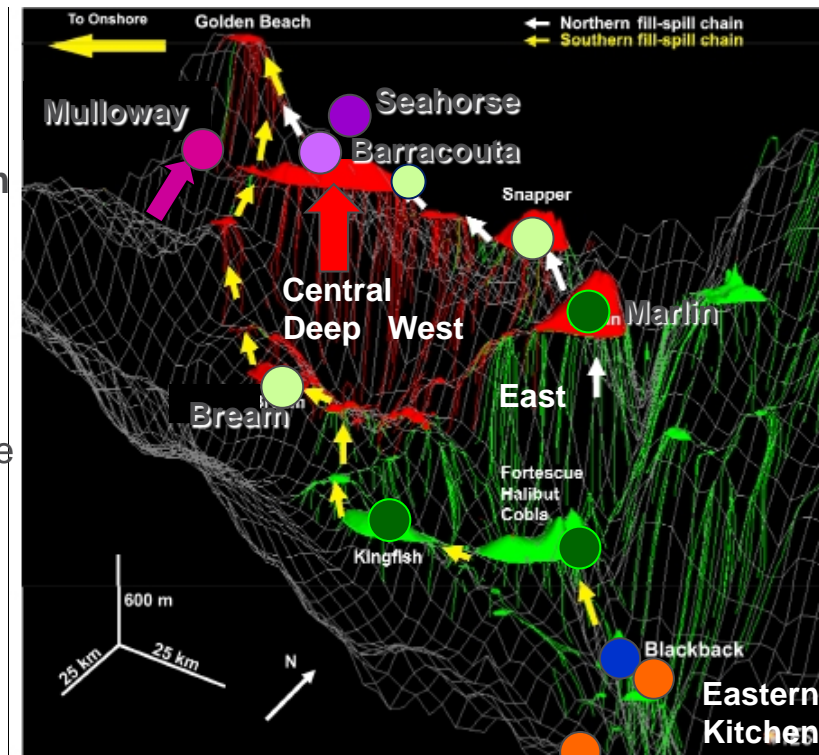 To Onshore
Golden Beach
Northern fill-spill chain
Southern fill-spill chain
Seahorse
Mulloway
Barracouta
Snapper
Central
Deep West
Marlin
East
Bream
Fortescue
Halibut
Cobia
Kingfish
600 m
25 km
25 km
N
Blackback
Eastern
Kitchen